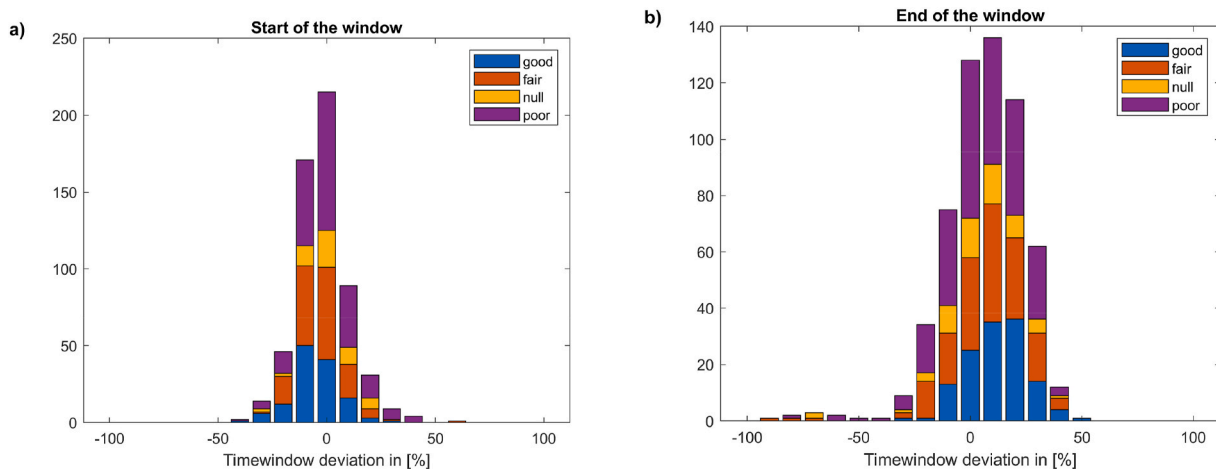 a)
Start of the window
250
200
150
100
50
0
-100
-50
0
50
100
Timewindow deviation in [%]
good
fair
null
poor
b)
End of the window
140
120
100
80
60
40
20
0
-100
-50
0
50
100
Timewindow deviation in [%]
good
fair
null
poor